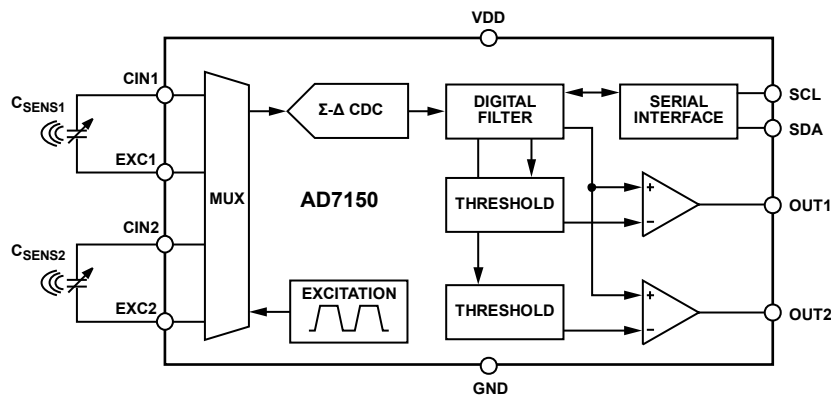 VDD
CIN1
CSENS1
EXC1
CIN2
CSENS2
EXC2
MUX
Σ-Δ CDC
AD7150
EXCITATION
DIGITAL
FILTER
SERIAL
INTERFACE
SCL
SDA
THRESHOLD
+
−
OUT1
THRESHOLD
+
−
OUT2
GND